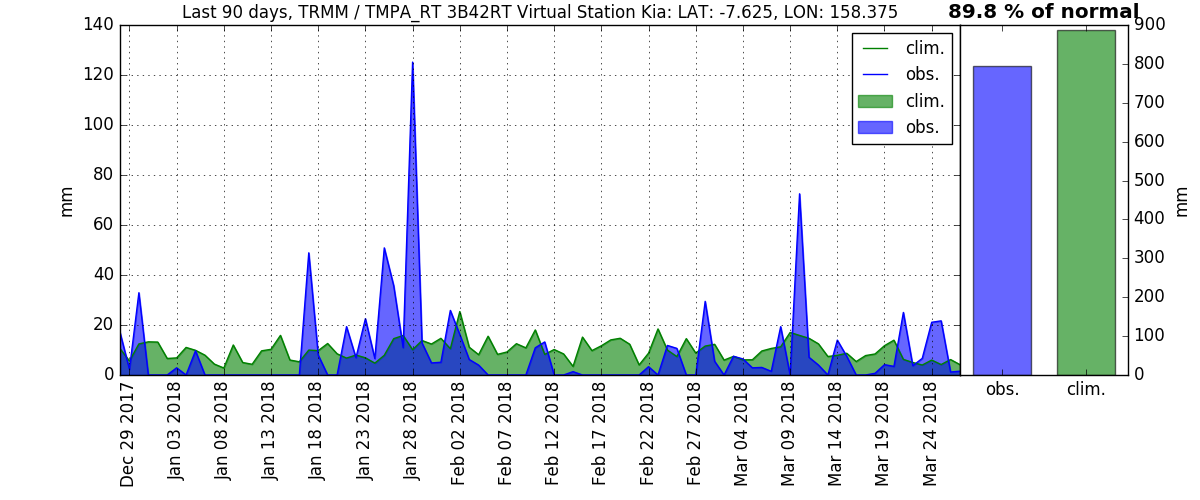 Last 90 days, TRMM / TMPA_RT 3B42RT Virtual Station Kia: LAT: -7.625, LON: 158.375
89.8 % of normal
mm
140
120
100
80
60
40
20
0
clim.
obs.
clim.
obs.
900
800
700
600
500
400
300
200
100
0
mm
Dec 29 2017
Jan 03 2018
Jan 08 2018
Jan 13 2018
Jan 18 2018
Jan 23 2018
Jan 28 2018
Feb 02 2018
Feb 07 2018
Feb 12 2018
Feb 17 2018
Feb 22 2018
Feb 27 2018
Mar 04 2018
Mar 09 2018
Mar 14 2018
Mar 19 2018
Mar 24 2018
obs.
clim.